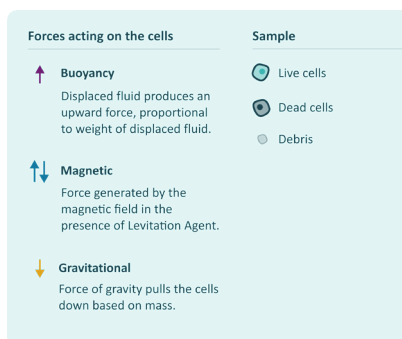 Forces acting on the cells
Buoyancy
Displaced fluid produces an
upward force, proportional
to weight of displaced fluid.
Magnetic
Force generated by the
magnetic field in the
presence of Levitation Agent.
Gravitational
Force of gravity pulls the cells
down based on mass.
Sample
Live cells
Dead cells
Debris